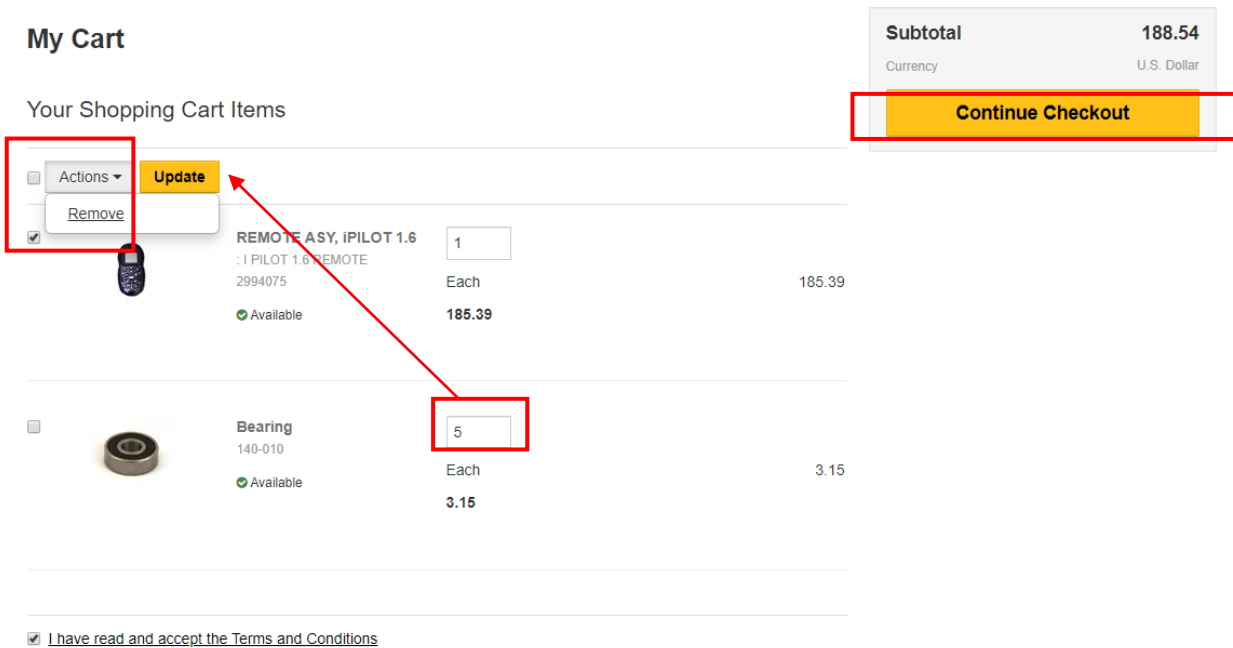 My Cart
Subtotal 188.54
Currency U.S. Dollar
Continue Checkout
Your Shopping Cart Items
Actions Update
Remove
REMOTE ASY, iPILOT 1.6
: I PILOT 1.6 REMOTE
2994075
Available
1
Each
185.39
185.39
Bearing
140-010
Available
5
Each
3.15
3.15
I have read and accept the Terms and Conditions